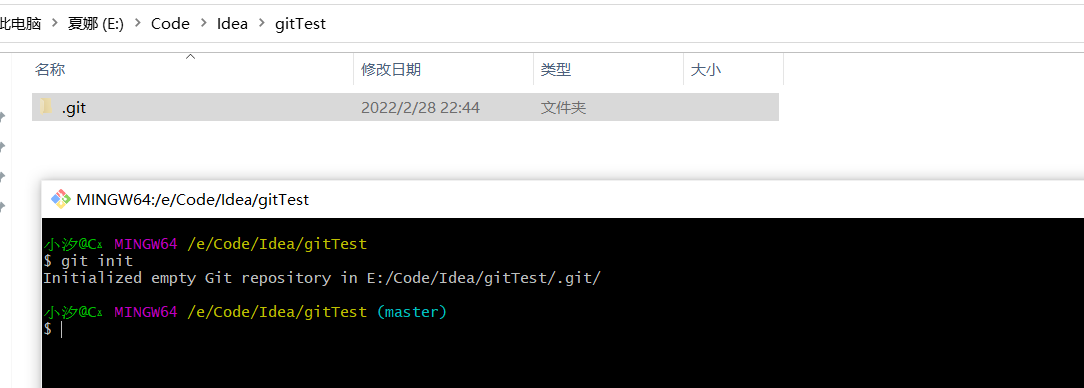 此电脑 > 夏娜 (E:) > Code > Idea > gitTest
名称 修改日期 类型 大小
.git 2022/2/28 22:44 文件夹
MINGW64:/e/Code/Idea/gitTest
小汐@C MINGW64 /e/Code/Idea/gitTest
$ git init
Initialized empty Git repository in E:/Code/Idea/gitTest/.git/
小汐@C MINGW64 /e/Code/Idea/gitTest (master)
$